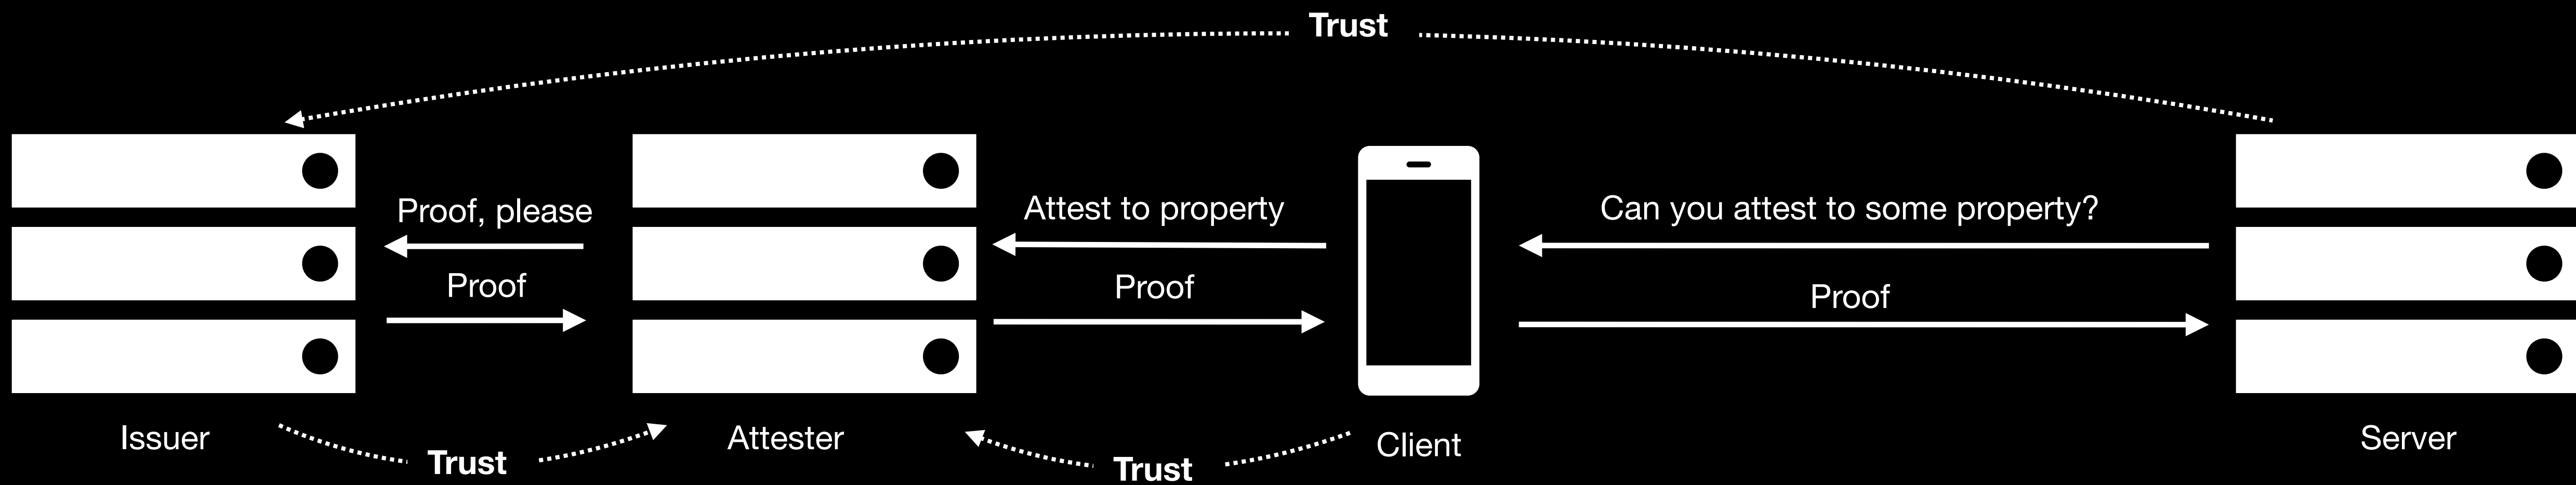 Trust
Proof, please
Attest to property
Can you attest to some property?
Proof
Proof
Proof
Issuer
Attester
Client
Server
Trust
Trust